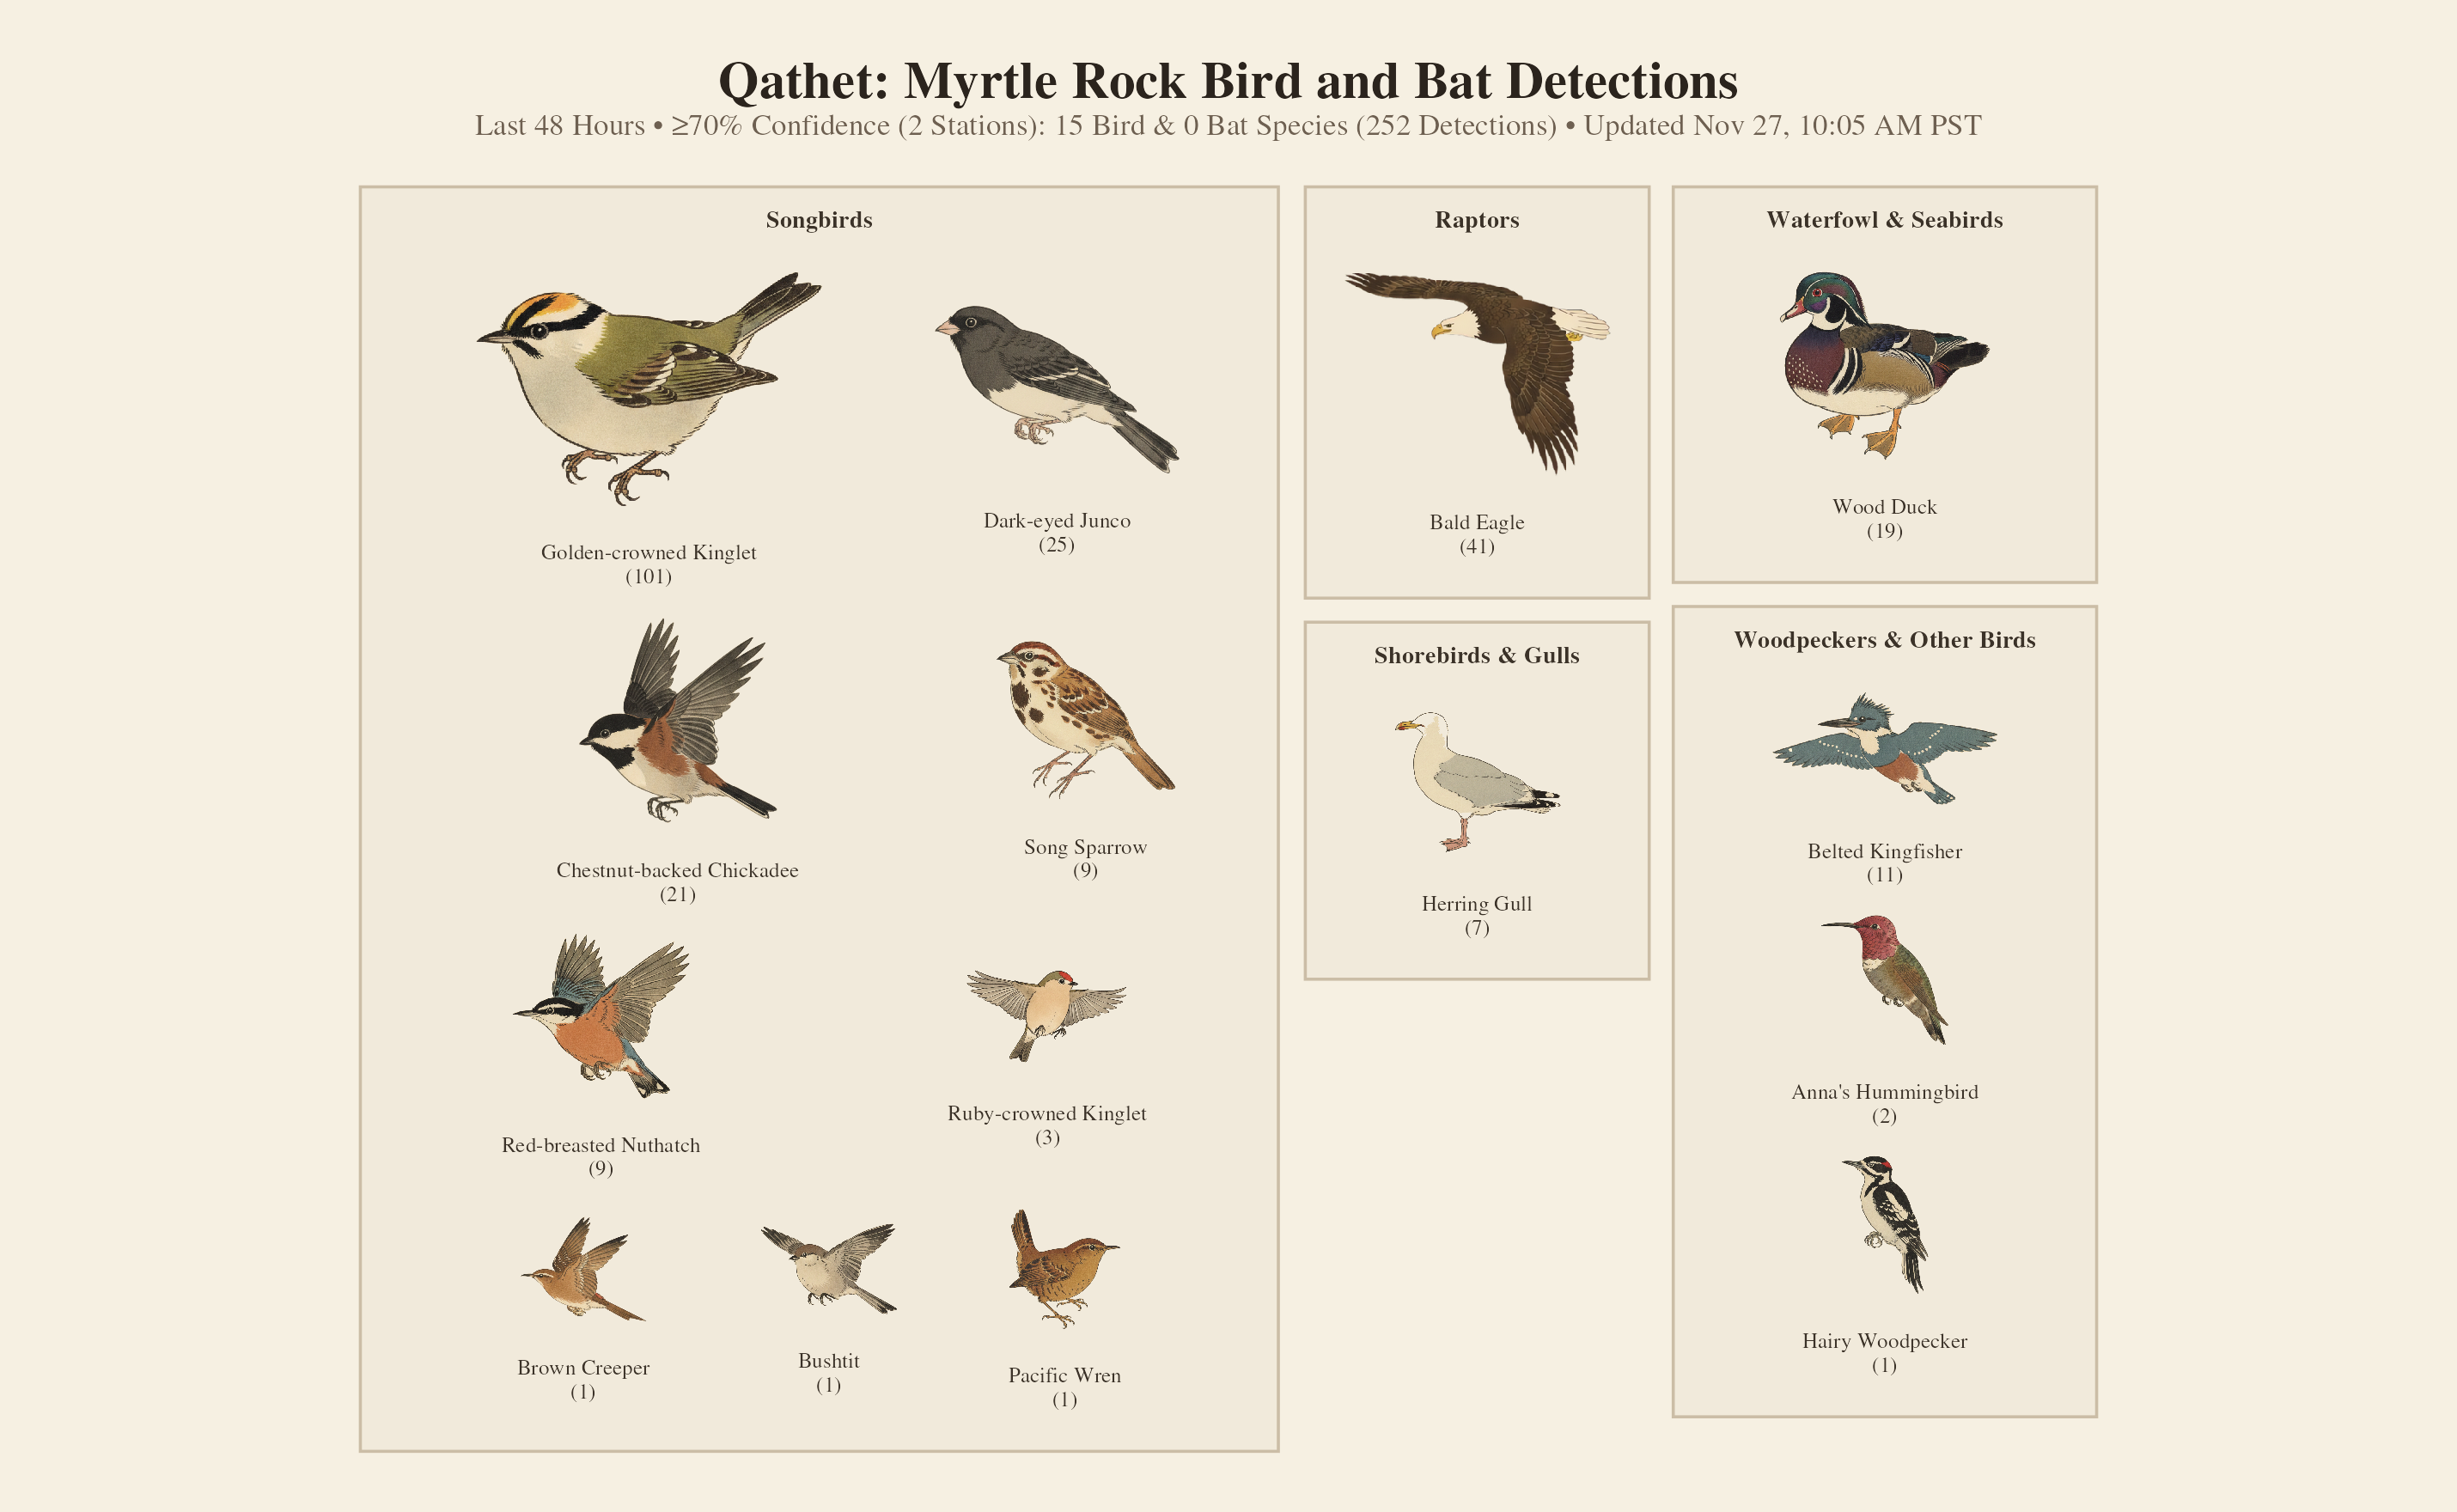 Qathet: Myrtle Rock Bird and Bat Detections
Last 48 Hours • ≥70% Confidence (2 Stations): 15 Bird & 0 Bat Species (252 Detections) • Updated Nov 27, 10:05 AM PST
Songbirds
Golden-crowned Kinglet
(101)
Dark-eyed Junco
(25)
Chestnut-backed Chickadee
(21)
Song Sparrow
(9)
Red-breasted Nuthatch
(9)
Ruby-crowned Kinglet
(3)
Brown Creeper
(1)
Bushtit
(1)
Pacific Wren
(1)
Raptors
Bald Eagle
(41)
Shorebirds & Gulls
Herring Gull
(7)
Waterfowl & Seabirds
Wood Duck
(19)
Woodpeckers & Other Birds
Belted Kingfisher
(11)
Anna's Hummingbird
(2)
Hairy Woodpecker
(1)